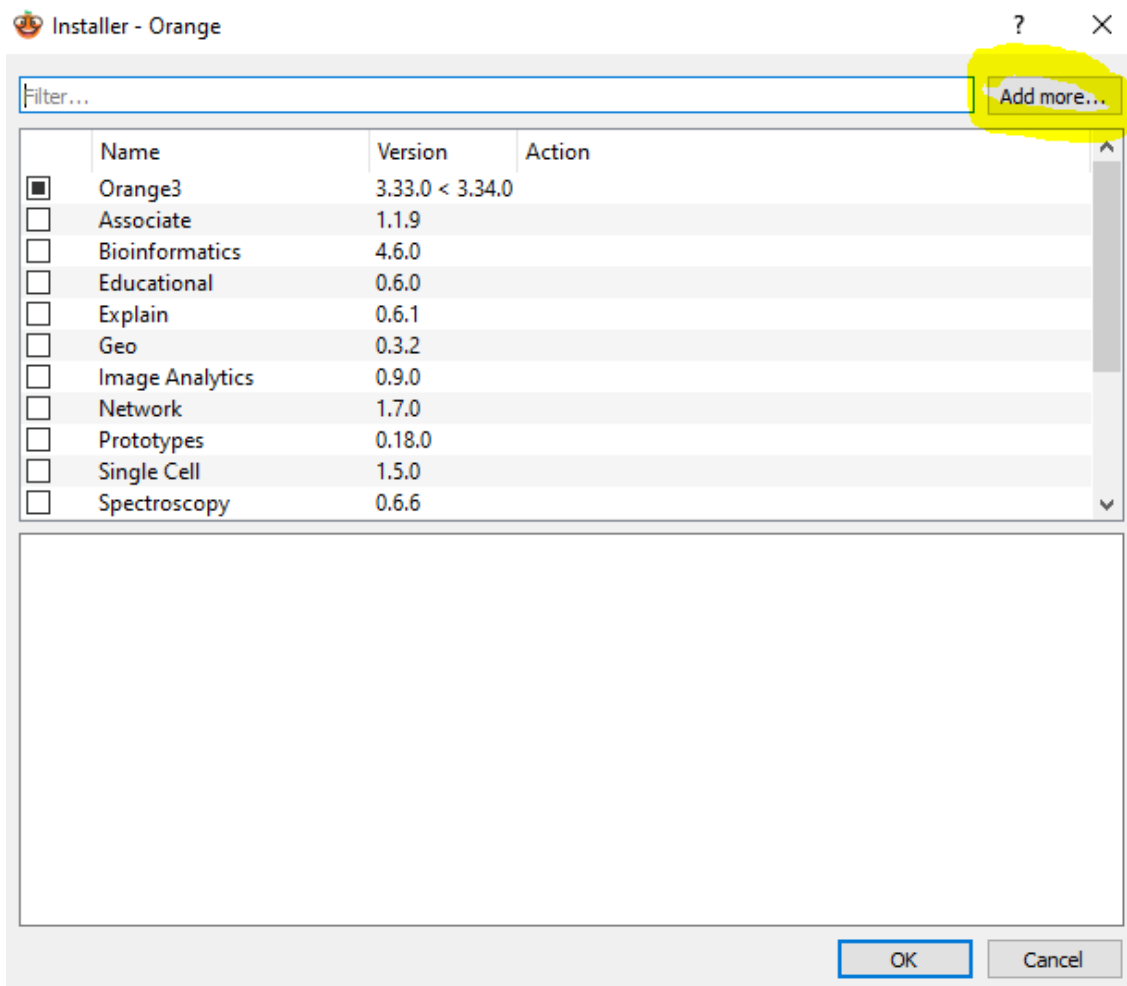 Installer - Orange ?
Filter... Add more...
Name Version Action
Orange3 3.33.0 < 3.34.0
Associate 1.1.9
Bioinformatics 4.6.0
Educational 0.6.0
Explain 0.6.1
Geo 0.3.2
Image Analytics 0.9.0
Network 1.7.0
Prototypes 0.18.0
Single Cell 1.5.0
Spectroscopy 0.6.6
OK Cancel